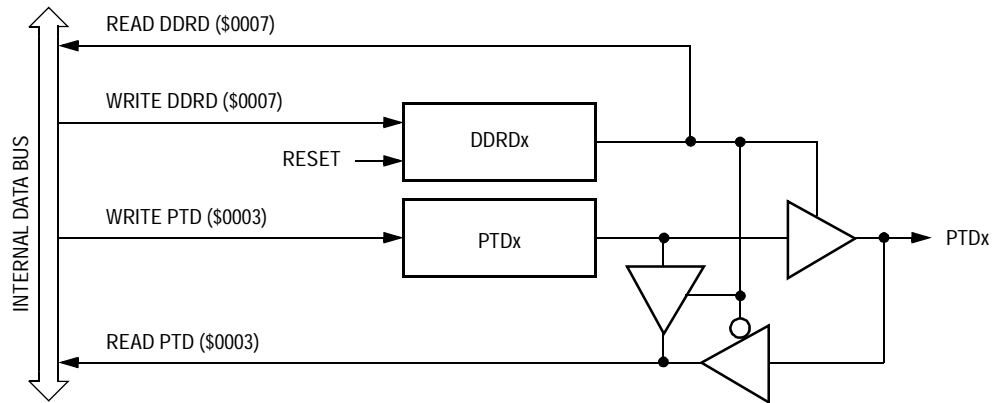 READ DDRD ($0007)
WRITE DDRD ($0007)
DDRDx
RESET
WRITE PTD ($0003)
PTDx
PTDx
READ PTD ($0003)
INTERNAL DATA BUS